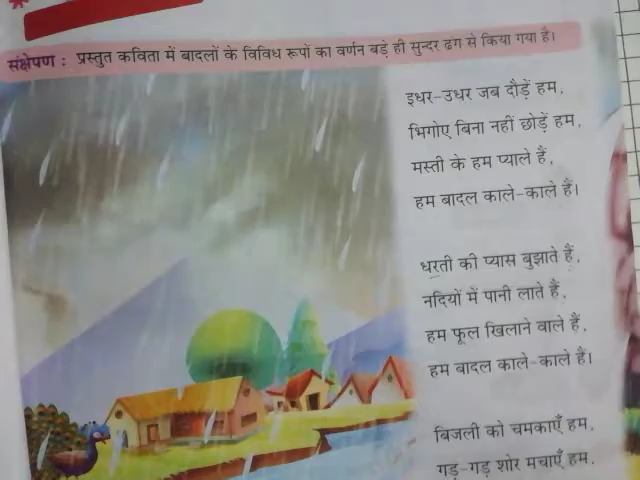 संक्षेपण : प्रस्तुत कविता में बादलों के विविध रूपों का वर्णन बड़े ही सुन्दर ढंग से किया गया है।
इधर-उधर जब दौड़ें हम,
भिगोए बिना नहीं छोड़ें हम,
मस्ती के हम प्याले हैं,
हम बादल काले-काले हैं।
धरती की प्यास बुझाते हैं,
नदियों में पानी लाते हैं,
हम फूल खिलाने वाले हैं,
हम बादल काले-काले हैं।
बिजली को चमकाएँ हम,
गड़-गड़ शोर मचाएँ हम,